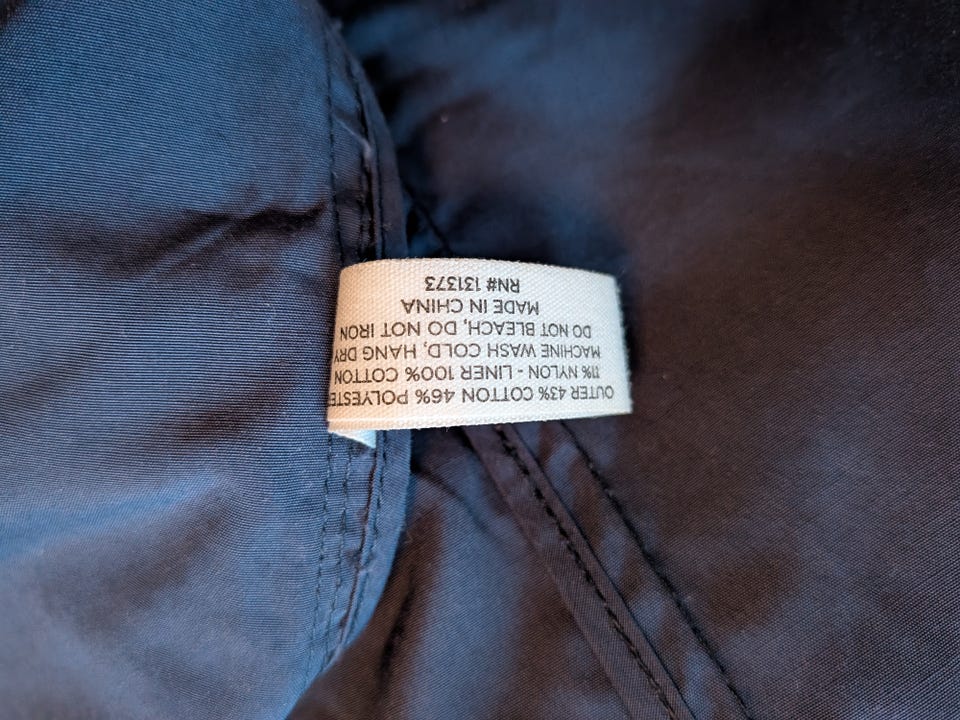 OUTER 43% COTTON 46% POLYESTE
11% NYLON - LINER 100% COTTON
MACHINE WASH COLD, HANG DRY
DO NOT BLEACH, DO NOT IRON
MADE IN CHINA
RN# 131373